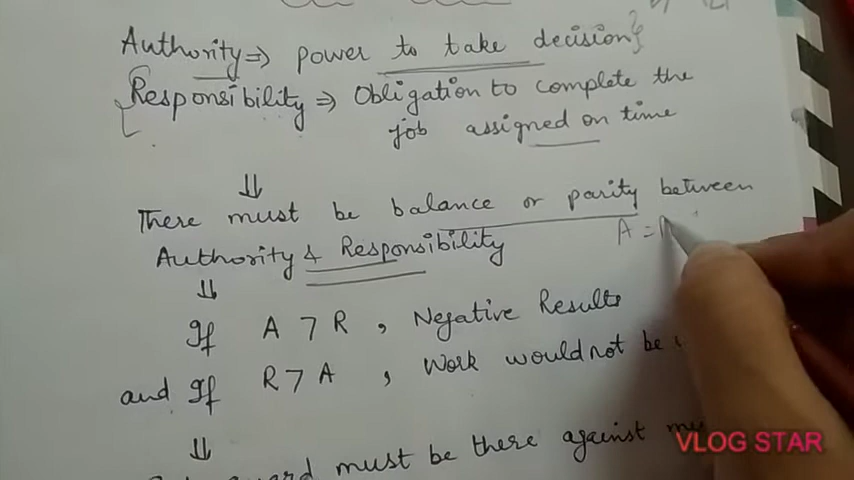 Authority ⇒ power to take decision}
Responsibility ⇒ Obligation to complete the
job assigned on time
⇓
There must be balance or parity between
Authority & Responsibility
A =
⇓
If A > R , Negative Results
and If R > A , Work would not be
⇓
must be there against
VLOG STAR